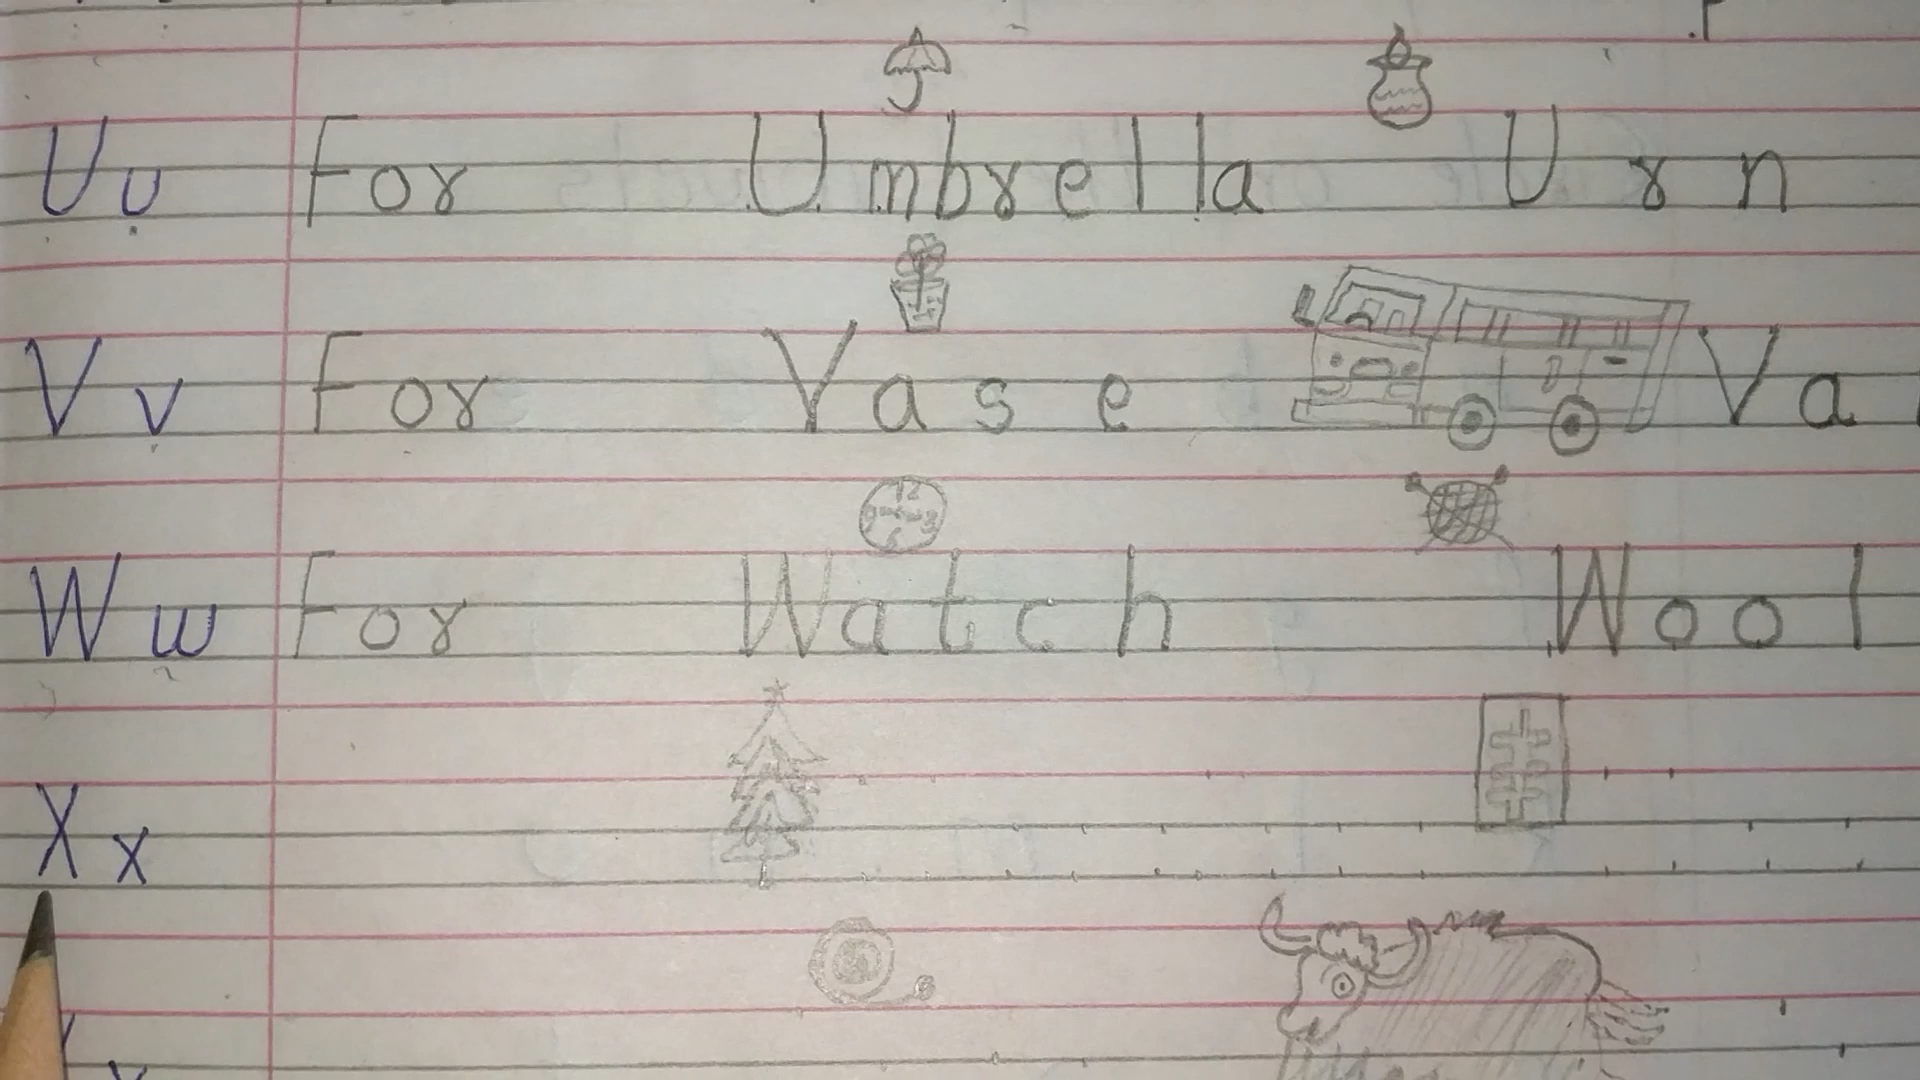 Uu For Umbrella Urn
Vv For Vase Va
Ww For Watch Wool
Xx